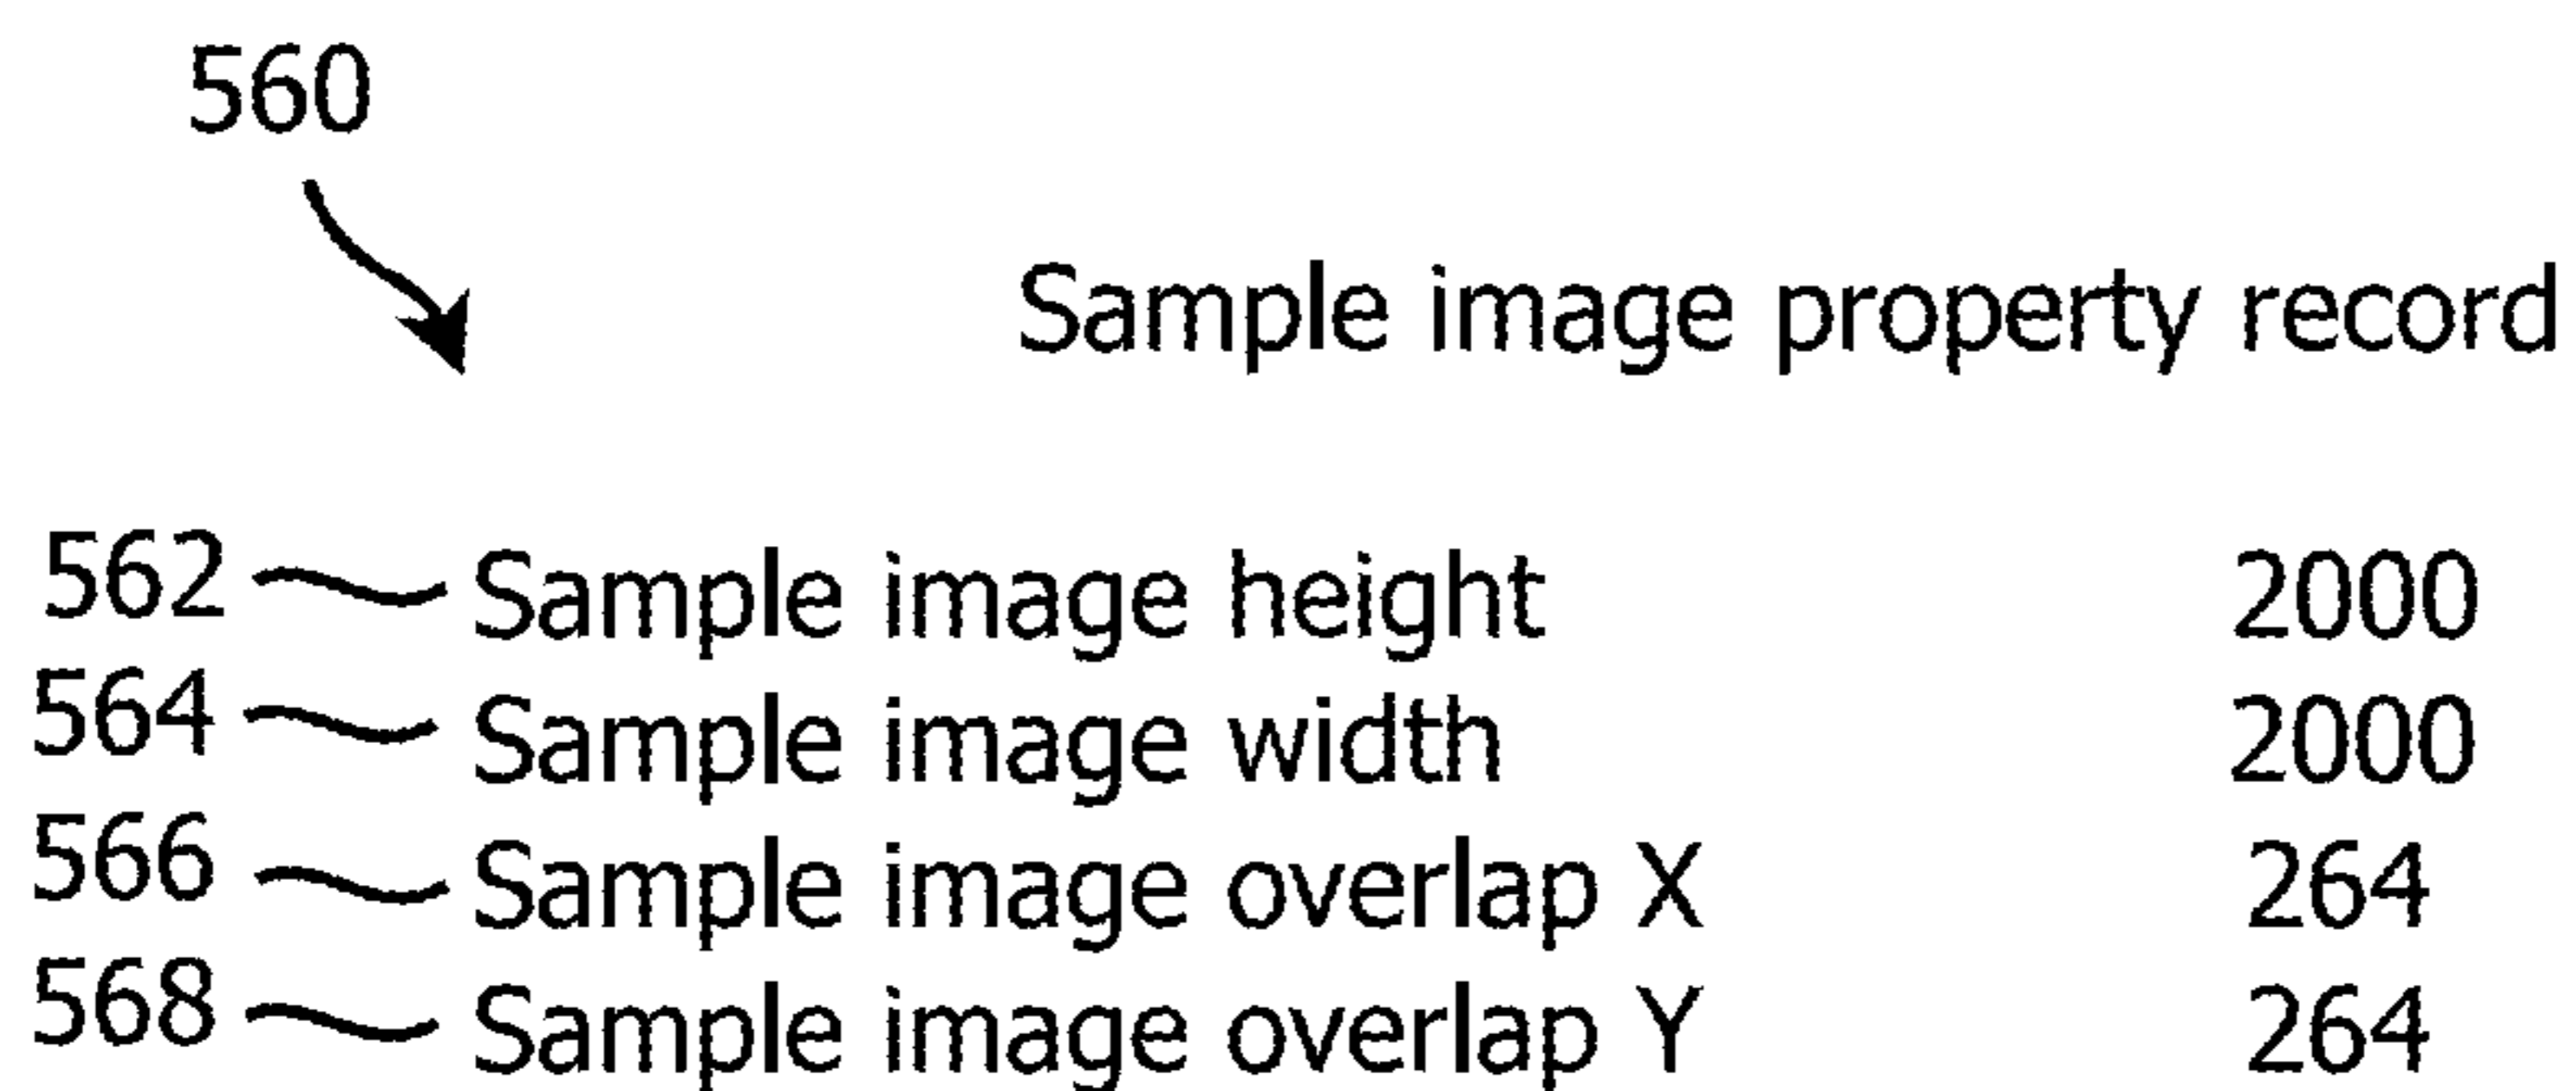 560
Sample image property record
562 Sample image height 2000
564 Sample image width 2000
566 Sample image overlap X 264
568 Sample image overlap Y 264